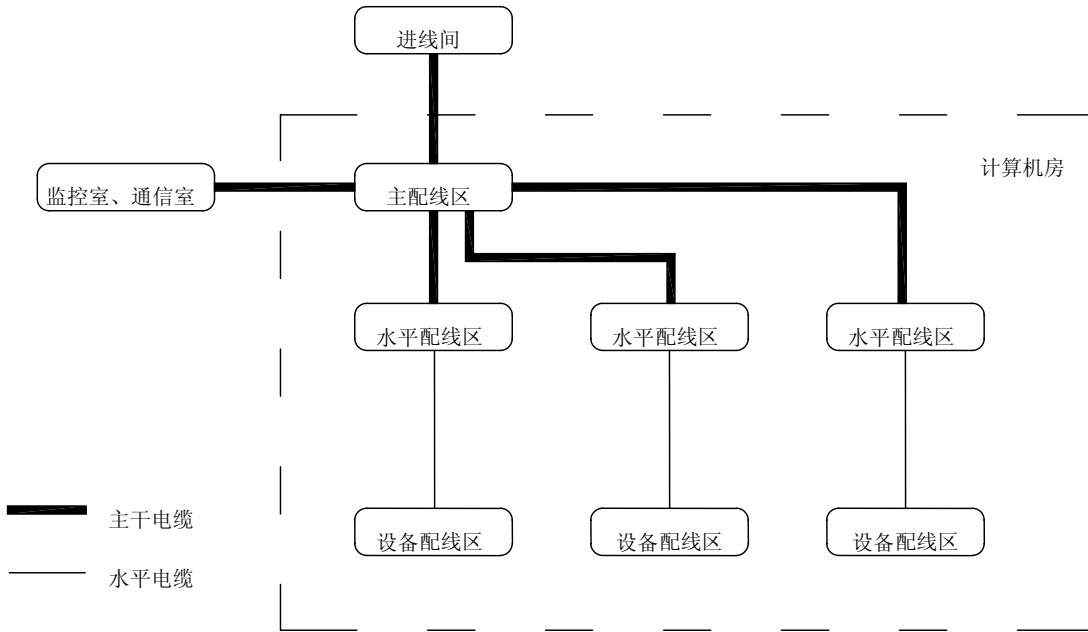 进线间
计算机房
监控室、通信室
主配线区
水平配线区
水平配线区
水平配线区
主干电缆
设备配线区
设备配线区
设备配线区
水平电缆